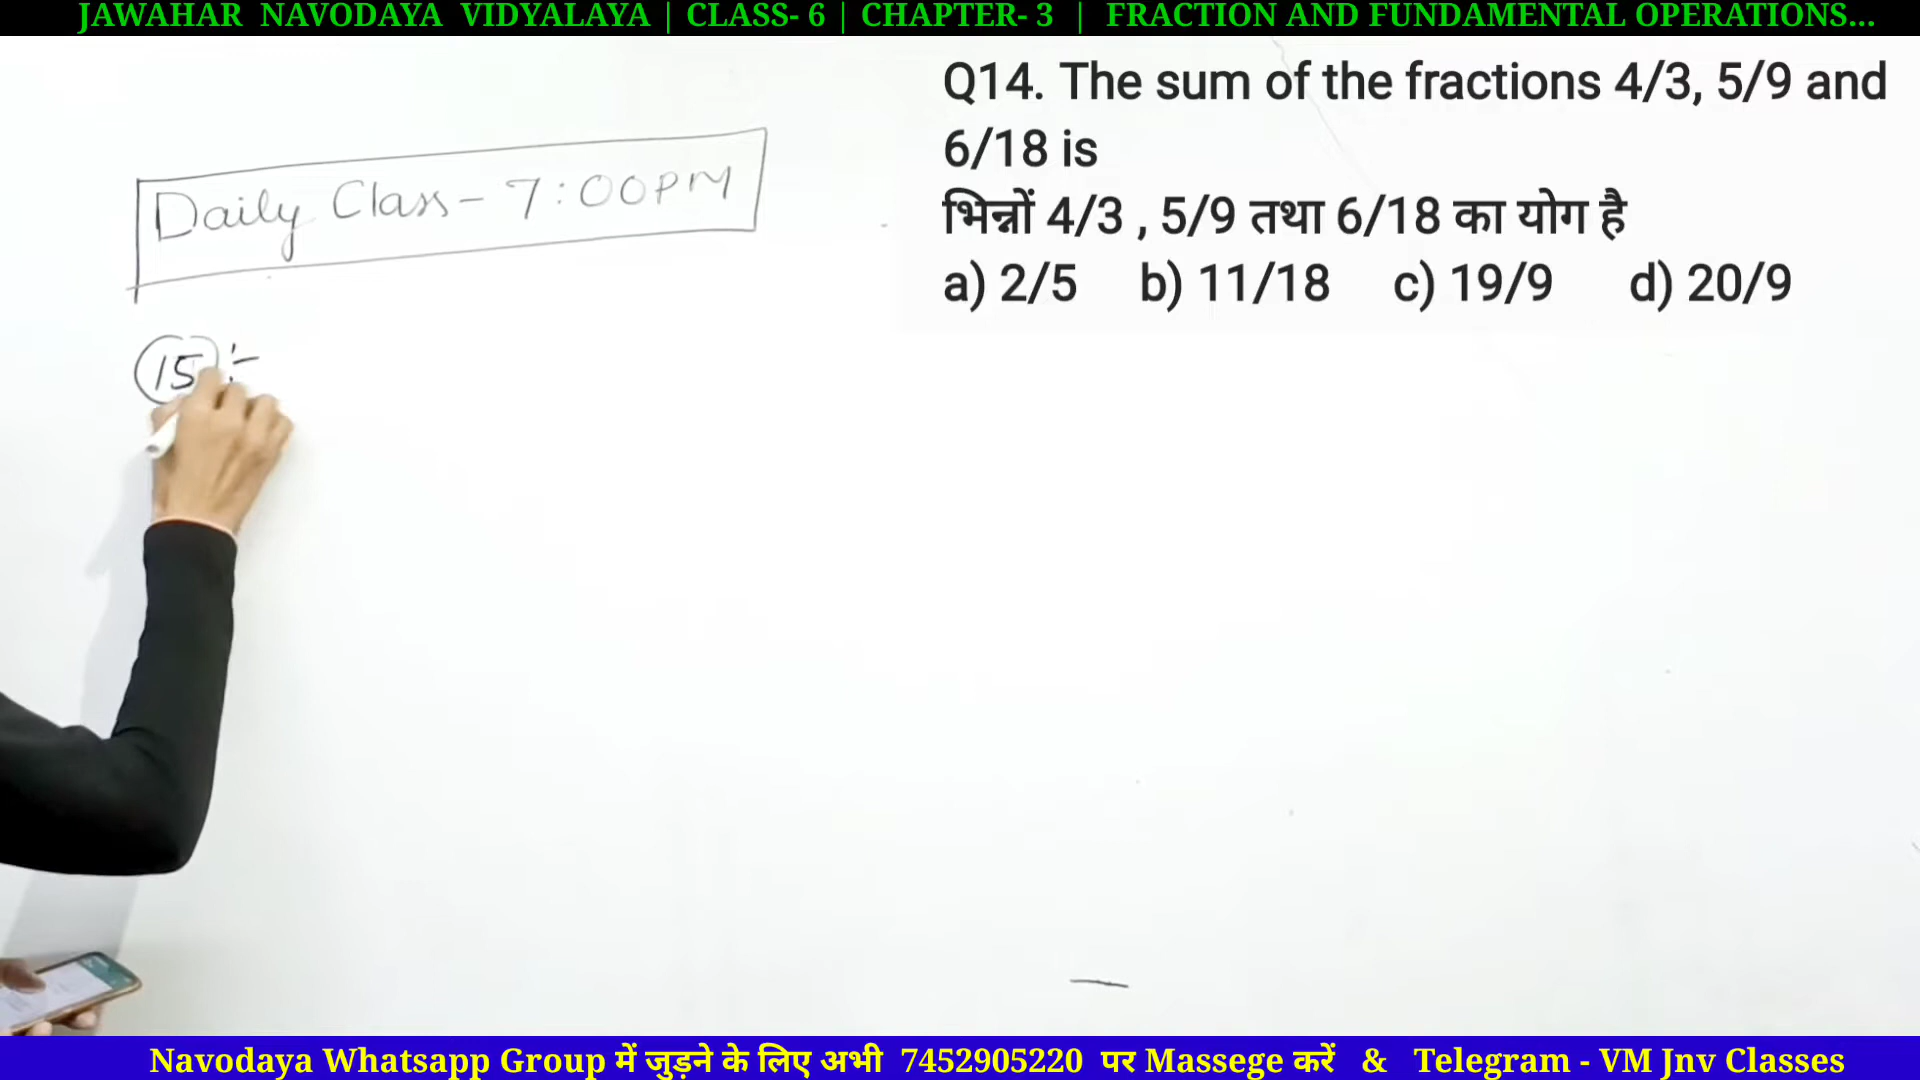 JAWAHAR NAVODAYA VIDYALAYA | CLASS- 6 | CHAPTER- 3 | FRACTION AND FUNDAMENTAL OPERATIONS...
Q14. The sum of the fractions 4/3, 5/9 and
6/18 is
भिन्नों 4/3 , 5/9 तथा 6/18 का योग है
a) 2/5 b) 11/18 c) 19/9 d) 20/9
Daily Class - 7:00PM
15 :-
Navodaya Whatsapp Group में जुड़ने के लिए अभी 7452905220 पर Massege करें & Telegram - VM Jnv Classes